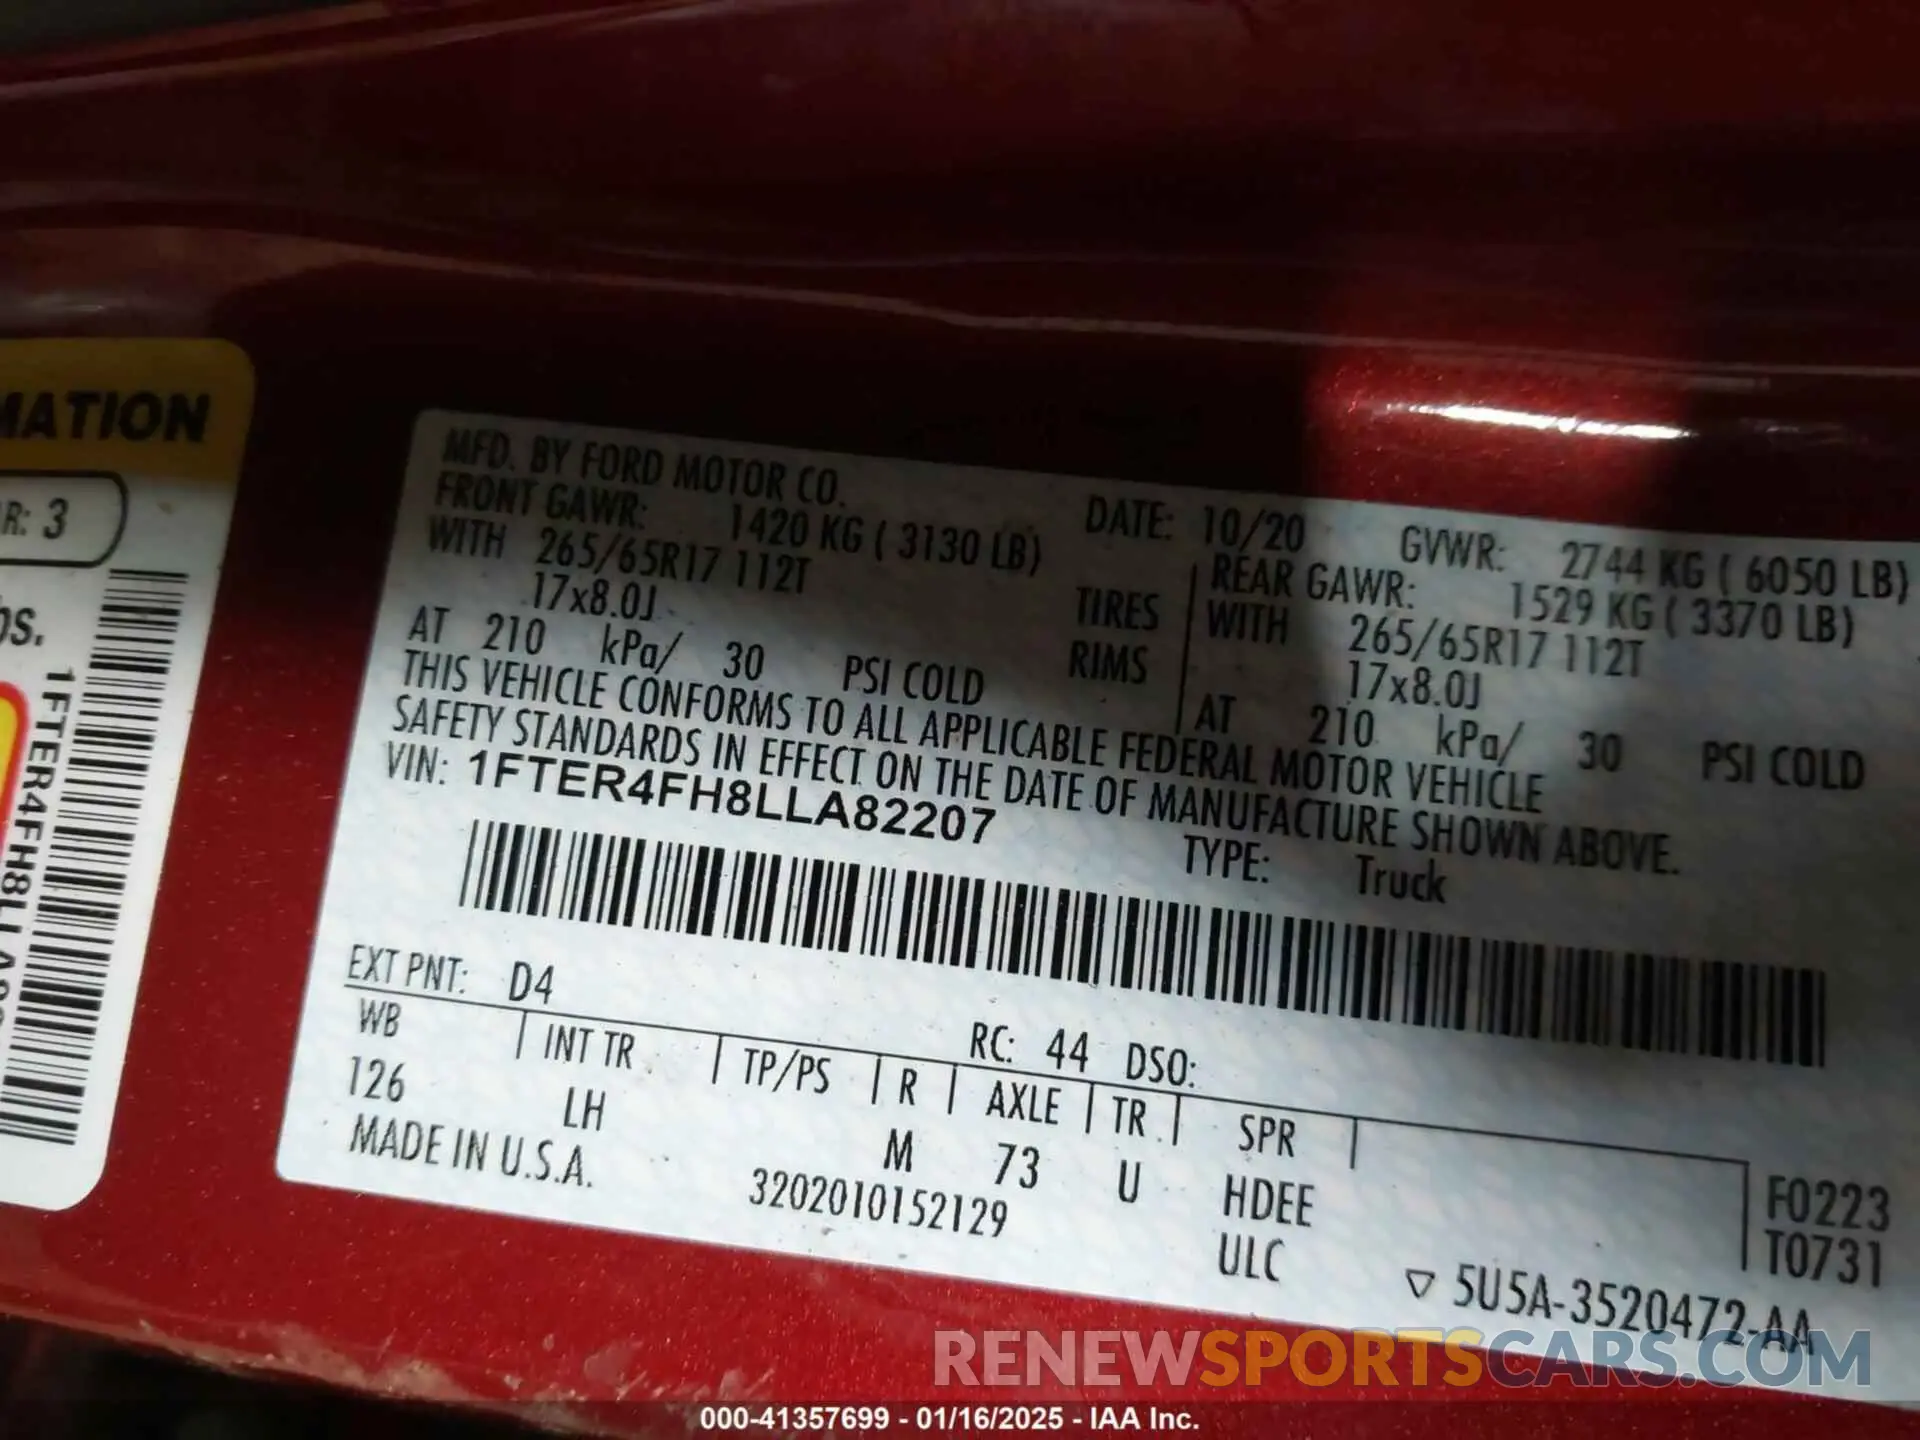 MATION
R: 3
bs.
1FTER4FH8LLA82
MFD. BY FORD MOTOR CO.
DATE: 10/20 GVWR: 2744 KG ( 6050 LB)
FRONT GAWR: 1420 KG ( 3130 LB)
REAR GAWR: 1529 KG ( 3370 LB)
WITH 265/65R17 112T TIRES WITH 265/65R17 112T
17x8.0J RIMS 17x8.0J
AT 210 kPa/ 30 PSI COLD AT 210 kPa/ 30 PSI COLD
THIS VEHICLE CONFORMS TO ALL APPLICABLE FEDERAL MOTOR VEHICLE
SAFETY STANDARDS IN EFFECT ON THE DATE OF MANUFACTURE SHOWN ABOVE.
VIN: 1FTER4FH8LLA82207
TYPE: Truck
EXT PNT: D4 RC: 44 DSO:
WB INT TR TP/PS R AXLE TR SPR
126 LH M 73 U HDEE F0223
ULC T0731
MADE IN U.S.A. 3202010152129
▽ 5U5A-3520472-AA
RENEWSPORTSCARS.COM
000-41357699 - 01/16/2025 - IAA Inc.